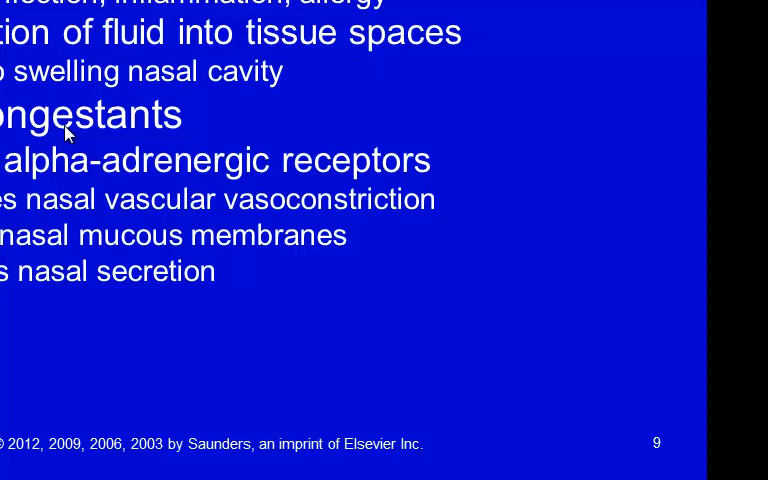 tion of fluid into tissue spaces
swelling nasal cavity
ongestants
alpha-adrenergic receptors
es nasal vascular vasoconstriction
nasal mucous membranes
s nasal secretion
© 2012, 2009, 2006, 2003 by Saunders, an imprint of Elsevier Inc.
9